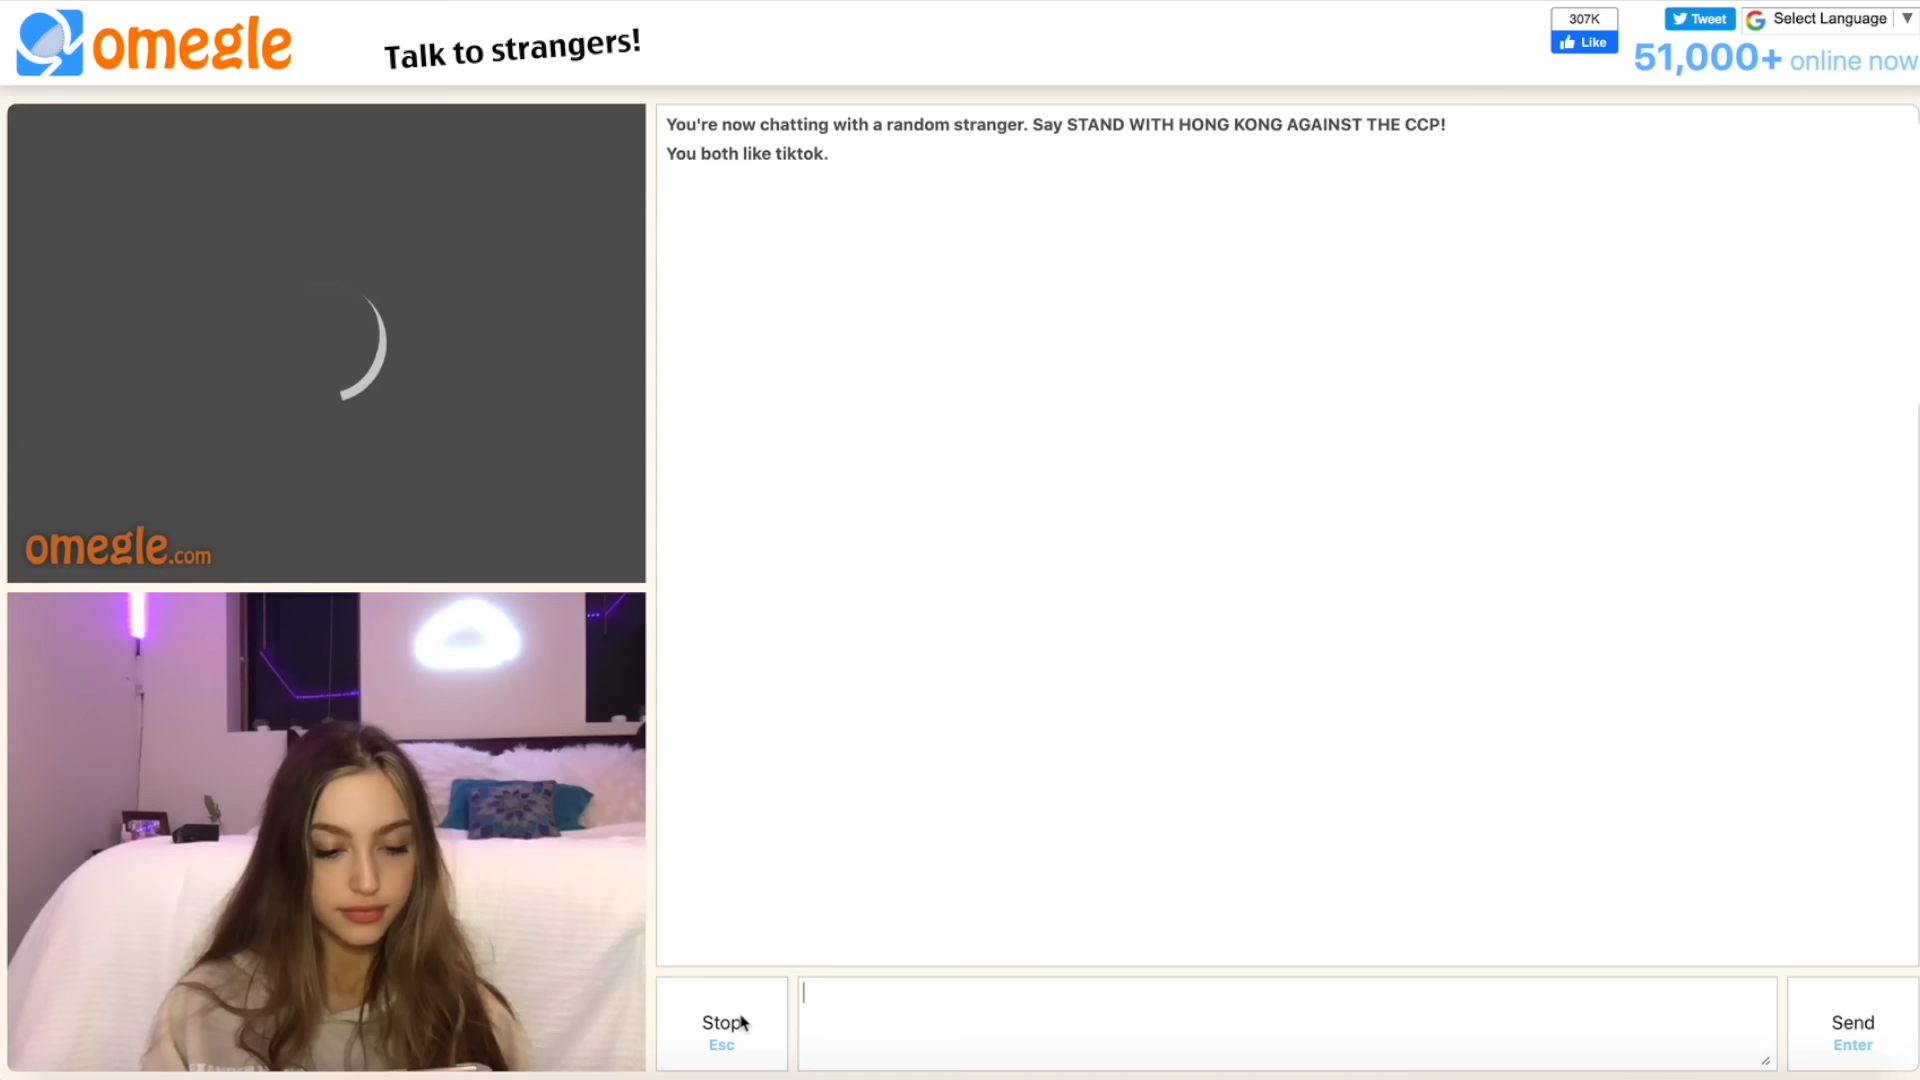 omegle
Talk to strangers!
307K
Like
Tweet
Select Language
51,000+ online now
You're now chatting with a random stranger. Say STAND WITH HONG KONG AGAINST THE CCP!
You both like tiktok.
omegle.com
Stop
Esc
Send
Enter